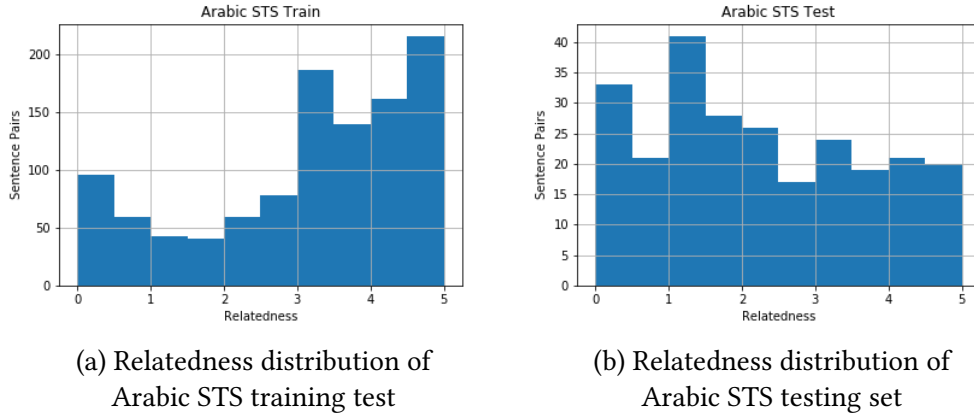 Arabic STS Train
200
150
100
50
0
Sentence Pairs
0 1 2 3 4 5
Relatedness
(a) Relatedness distribution of
Arabic STS training test
Arabic STS Test
40
35
30
25
20
15
10
5
0
Sentence Pairs
0 1 2 3 4 5
Relatedness
(b) Relatedness distribution of
Arabic STS testing set